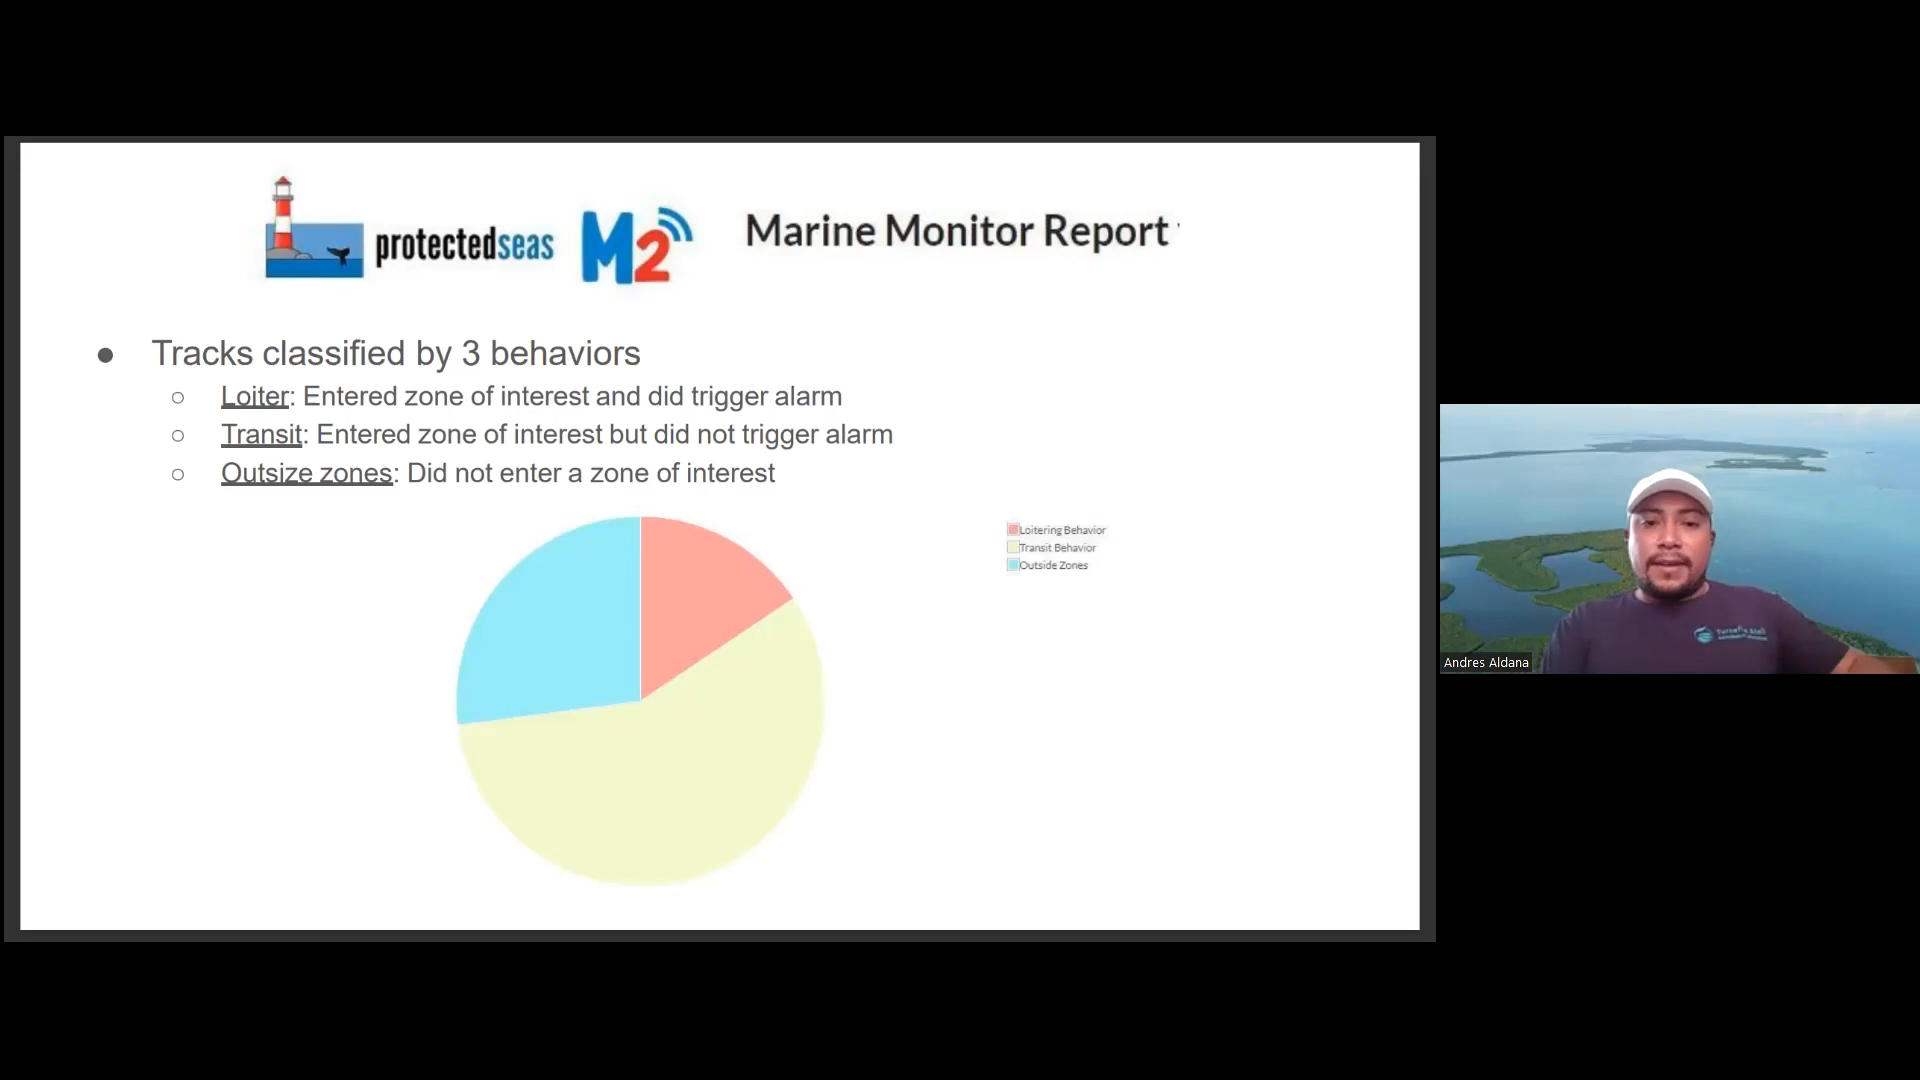 protectedseas
M2
Marine Monitor Report
● Tracks classified by 3 behaviors
○ Loiter: Entered zone of interest and did trigger alarm
○ Transit: Entered zone of interest but did not trigger alarm
○ Outsize zones: Did not enter a zone of interest
Loitering Behavior
Transit Behavior
Outside Zones
Andres Aldana